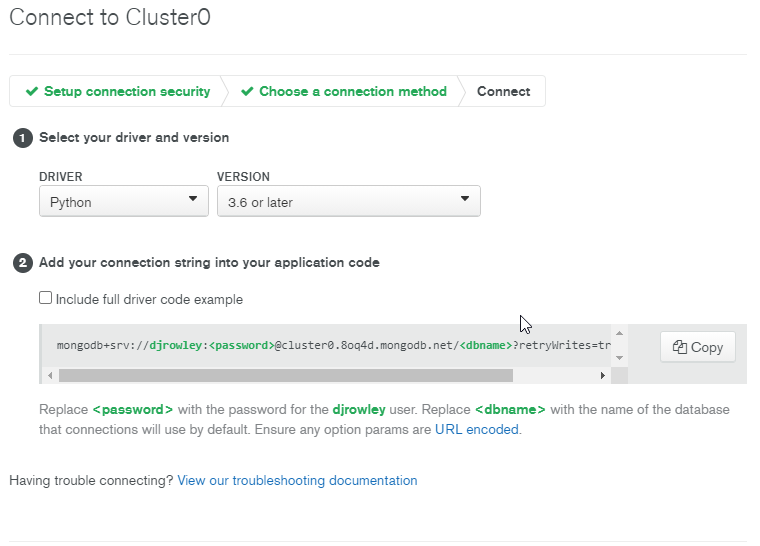 Connect to Cluster0
Setup connection security
Choose a connection method
Connect
1 Select your driver and version
DRIVER
VERSION
Python
3.6 or later
2 Add your connection string into your application code
Include full driver code example
mongodb+srv://djrowley:<password>@cluster0.8oq4d.mongodb.net/<dbname>?retryWrites=tr
Copy
Replace <password> with the password for the djrowley user. Replace <dbname> with the name of the database
that connections will use by default. Ensure any option params are URL encoded.
Having trouble connecting? View our troubleshooting documentation